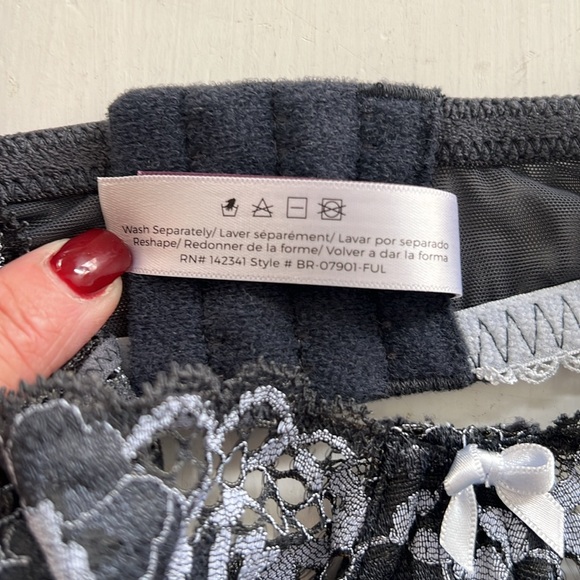 Wash Separately/ Laver séparément/ Lavar por separado
Reshape/ Redonner de la forme/ Volver a dar la forma
RN# 142341 Style # BR-07901-FUL